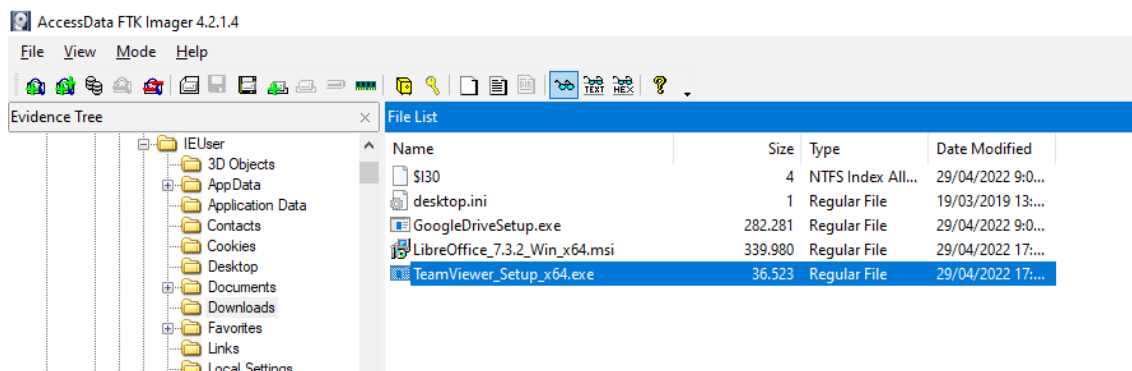 AccessData FTK Imager 4.2.1.4
File View Mode Help
TEXT HEX
Evidence Tree
File List
IEUser
3D Objects
AppData
Application Data
Contacts
Cookies
Desktop
Documents
Downloads
Favorites
Links
Local Settings
Name Size Type Date Modified
$I30 4 NTFS Index All... 29/04/2022 9:0...
desktop.ini 1 Regular File 19/03/2019 13:...
GoogleDriveSetup.exe 282.281 Regular File 29/04/2022 9:0...
LibreOffice_7.3.2_Win_x64.msi 339.980 Regular File 29/04/2022 17:...
TeamViewer_Setup_x64.exe 36.523 Regular File 29/04/2022 17:...